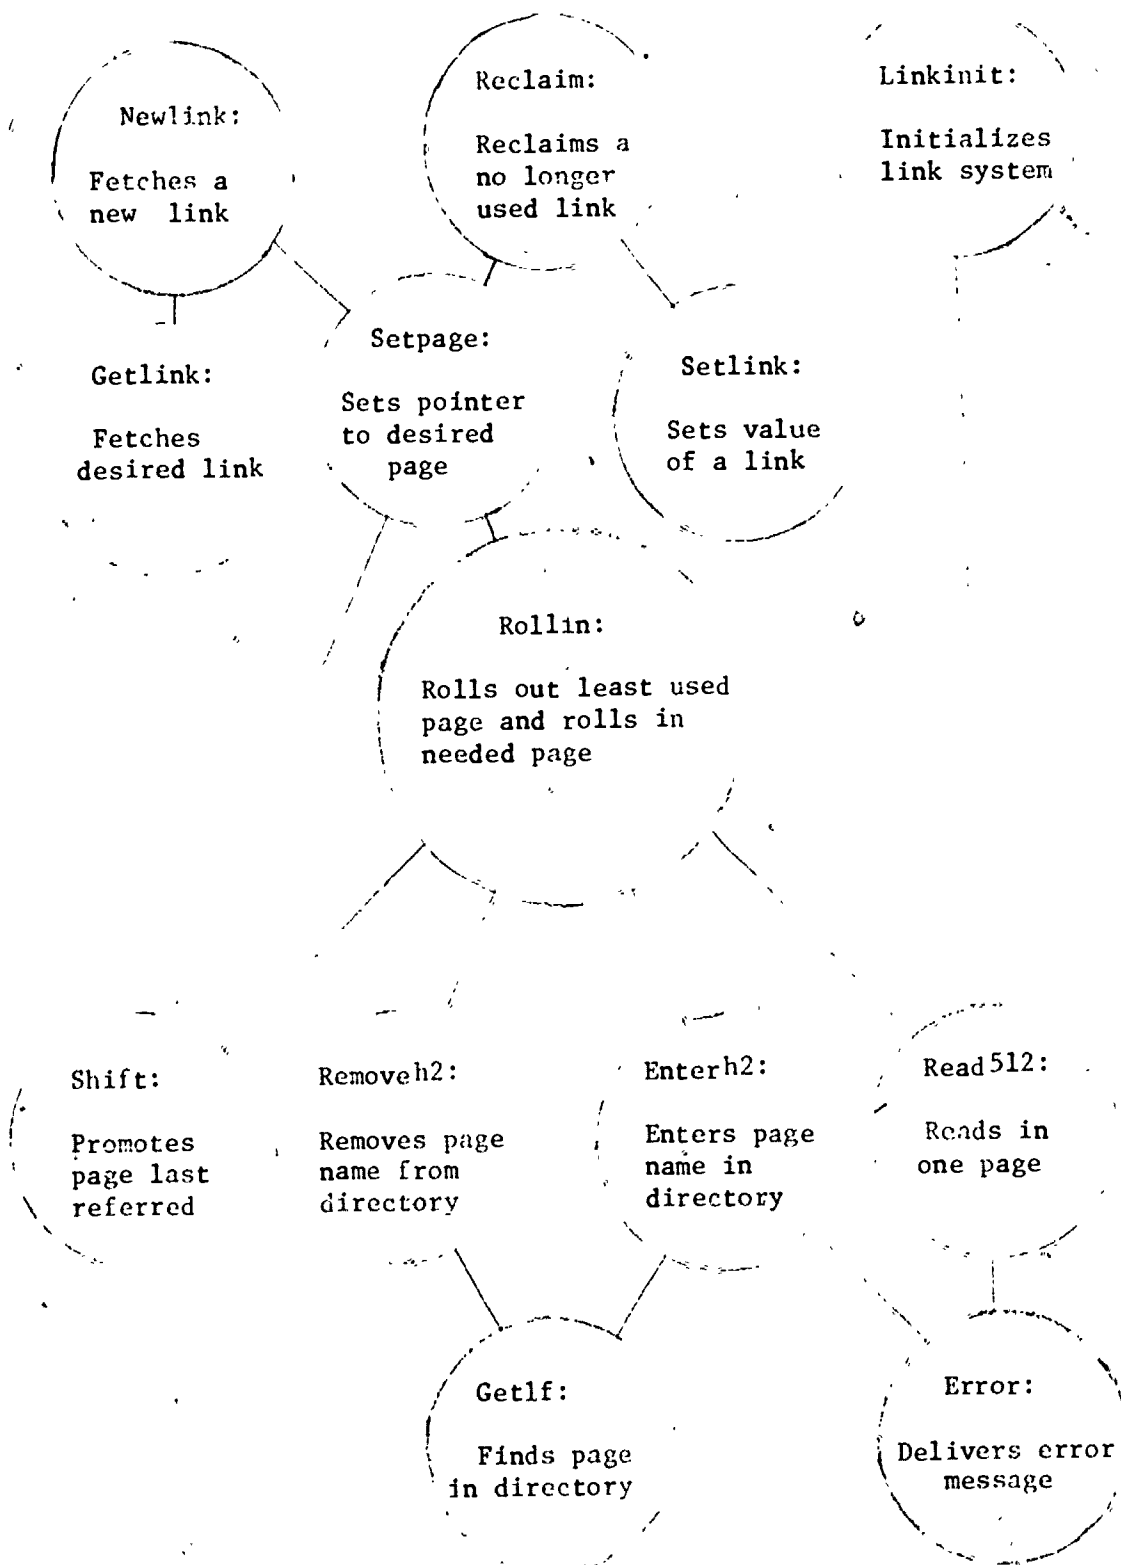 Newlink:
Fetches a
new link
Reclaim:
Reclaims a
no longer
used link
Linkinit:
Initializes
link system
Getlink:
Fetches
desired link
Setpage:
Sets pointer
to desired
page
Setlink:
Sets value
of a link
Rollin:
Rolls out least used
page and rolls in
needed page
Shift:
Promotes
page last
referred
Removeh2:
Removes page
name from
directory
Enterh2:
Enters page
name in
directory
Read512:
Reads in
one page
Getlf:
Finds page
in directory
Error:
Delivers error
message